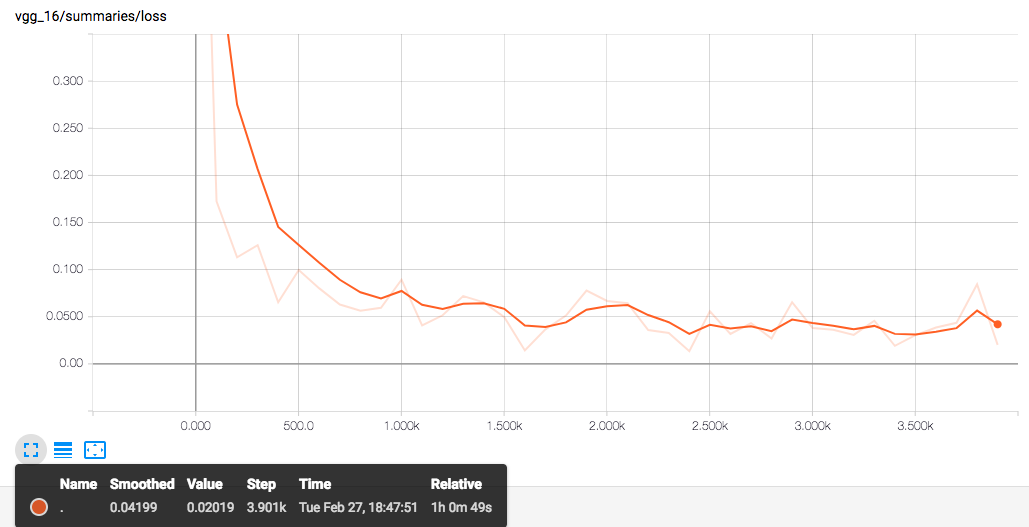 vgg_16/summaries/loss
0.300
0.250
0.200
0.150
0.100
0.0500
0.00
0.000 500.0 1.000k 1.500k 2.000k 2.500k 3.000k 3.500k
Name Smoothed Value Step Time Relative
. 0.04199 0.02019 3.901k Tue Feb 27, 18:47:51 1h 0m 49s